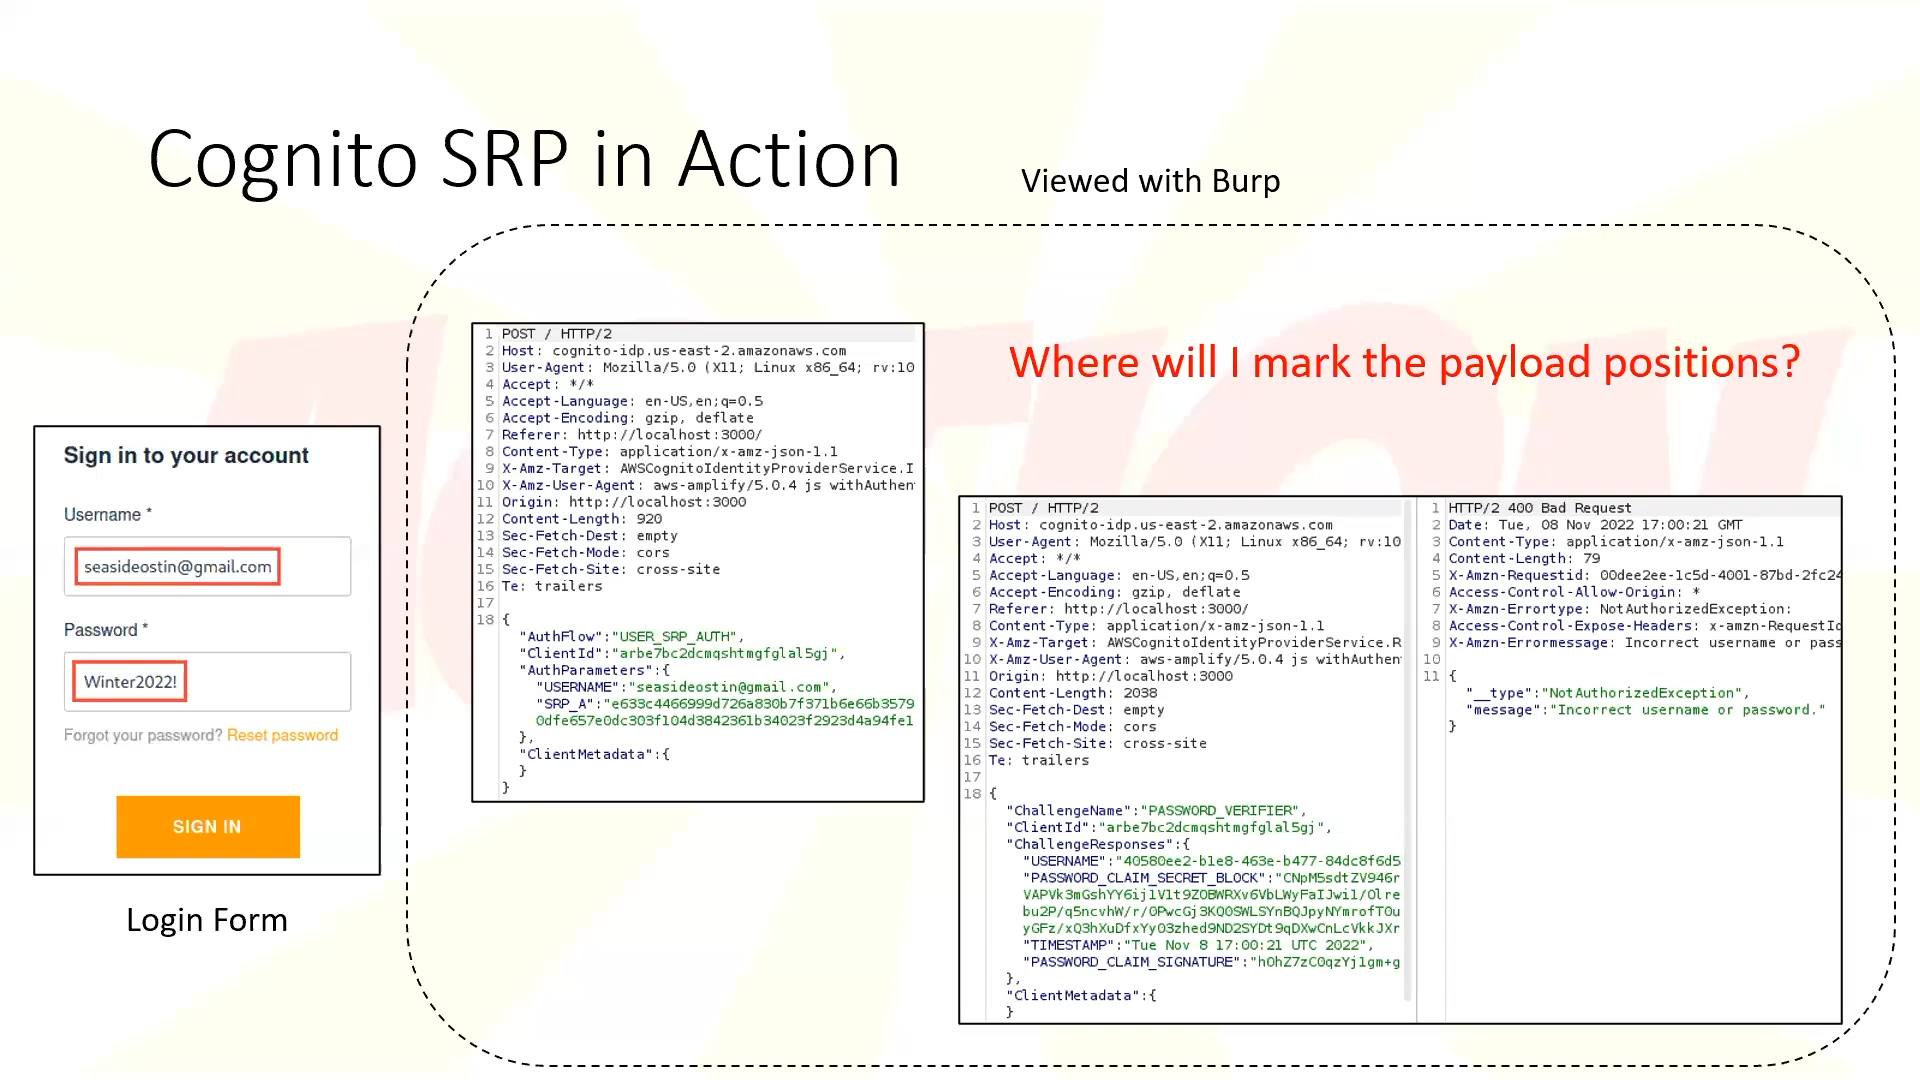 Cognito SRP in Action
Viewed with Burp
Where will I mark the payload positions?
Sign in to your account
Username *
seasideostin@gmail.com
Password *
Winter2022!
Forgot your password? Reset password
SIGN IN
Login Form
1 POST / HTTP/2
2 Host: cognito-idp.us-east-2.amazonaws.com
3 User-Agent: Mozilla/5.0 (X11; Linux x86_64; rv:10
4 Accept: */*
5 Accept-Language: en-US,en;q=0.5
6 Accept-Encoding: gzip, deflate
7 Referer: http://localhost:3000/
8 Content-Type: application/x-amz-json-1.1
9 X-Amz-Target: AWSCognitoIdentityProviderService.I
10 X-Amz-User-Agent: aws-amplify/5.0.4 js withAuthen
11 Origin: http://localhost:3000
12 Content-Length: 920
13 Sec-Fetch-Dest: empty
14 Sec-Fetch-Mode: cors
15 Sec-Fetch-Site: cross-site
16 Te: trailers
17
18 {
"AuthFlow":"USER_SRP_AUTH",
"ClientId":"arbe7bc2dcmqshtmgfglal5gj",
"AuthParameters":{
"USERNAME":"seasideostin@gmail.com",
"SRP_A":"e633c4466999d726a830b7f371b6e66b3579
0dfe657e0dc303f104d3842361b34023f2923d4a94fe1
},
"ClientMetadata":{
}
}
1 POST / HTTP/2
2 Host: cognito-idp.us-east-2.amazonaws.com
3 User-Agent: Mozilla/5.0 (X11; Linux x86_64; rv:10
4 Accept: */*
5 Accept-Language: en-US,en;q=0.5
6 Accept-Encoding: gzip, deflate
7 Referer: http://localhost:3000/
8 Content-Type: application/x-amz-json-1.1
9 X-Amz-Target: AWSCognitoIdentityProviderService.R
10 X-Amz-User-Agent: aws-amplify/5.0.4 js withAuthen
11 Origin: http://localhost:3000
12 Content-Length: 2038
13 Sec-Fetch-Dest: empty
14 Sec-Fetch-Mode: cors
15 Sec-Fetch-Site: cross-site
16 Te: trailers
17
18 {
"ChallengeName":"PASSWORD_VERIFIER",
"ClientId":"arbe7bc2dcmqshtmgfglal5gj",
"ChallengeResponses":{
"USERNAME":"40580ee2-b1e8-463e-b477-84dc8f6d5
"PASSWORD_CLAIM_SECRET_BLOCK":"CNpM5sdtZV946r
VAPVk3mGshYY6ij1V1t9ZOBWRXv6VbLWyFaIJwi1/Olre
bu2P/q5ncvhW/r/0PwcGj3KQ0SWLSYnBQJpyNYmrofT0u
yGFz/xQ3hXuDfxYyO3zhed9ND2SYDt9qDXwCnLcVkkJXr
"TIMESTAMP":"Tue Nov 8 17:00:21 UTC 2022",
"PASSWORD_CLAIM_SIGNATURE":"hOhZ7zC0qzYj1gm+g
},
"ClientMetadata":{
}
1 HTTP/2 400 Bad Request
2 Date: Tue, 08 Nov 2022 17:00:21 GMT
3 Content-Type: application/x-amz-json-1.1
4 Content-Length: 79
5 X-Amzn-Requestid: 00dee2ee-1c5d-4001-87bd-2fc24
6 Access-Control-Allow-Origin: *
7 X-Amzn-Errortype: NotAuthorizedException:
8 Access-Control-Expose-Headers: x-amzn-RequestId
9 X-Amzn-Errormessage: Incorrect username or pass
10
11 {
"__type":"NotAuthorizedException",
"message":"Incorrect username or password."
}